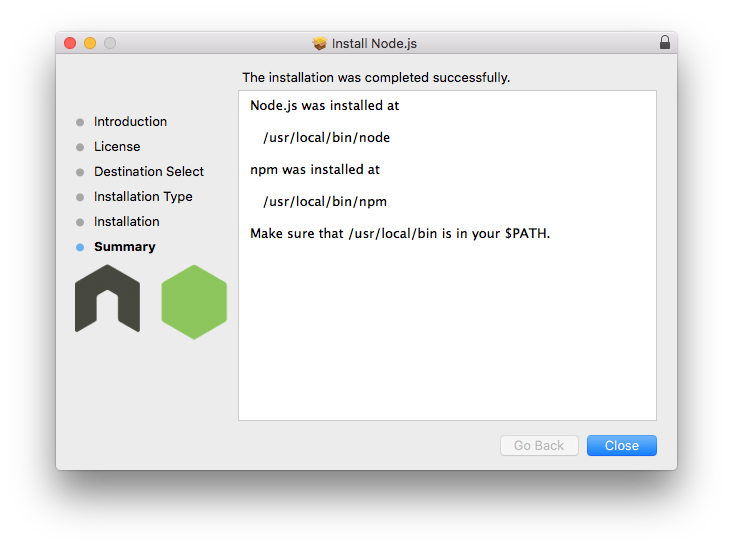 Install Node.js
The installation was completed successfully.
Introduction
License
Destination Select
Installation Type
Installation
Summary
Node.js was installed at
/usr/local/bin/node
npm was installed at
/usr/local/bin/npm
Make sure that /usr/local/bin is in your $PATH.
Go Back
Close